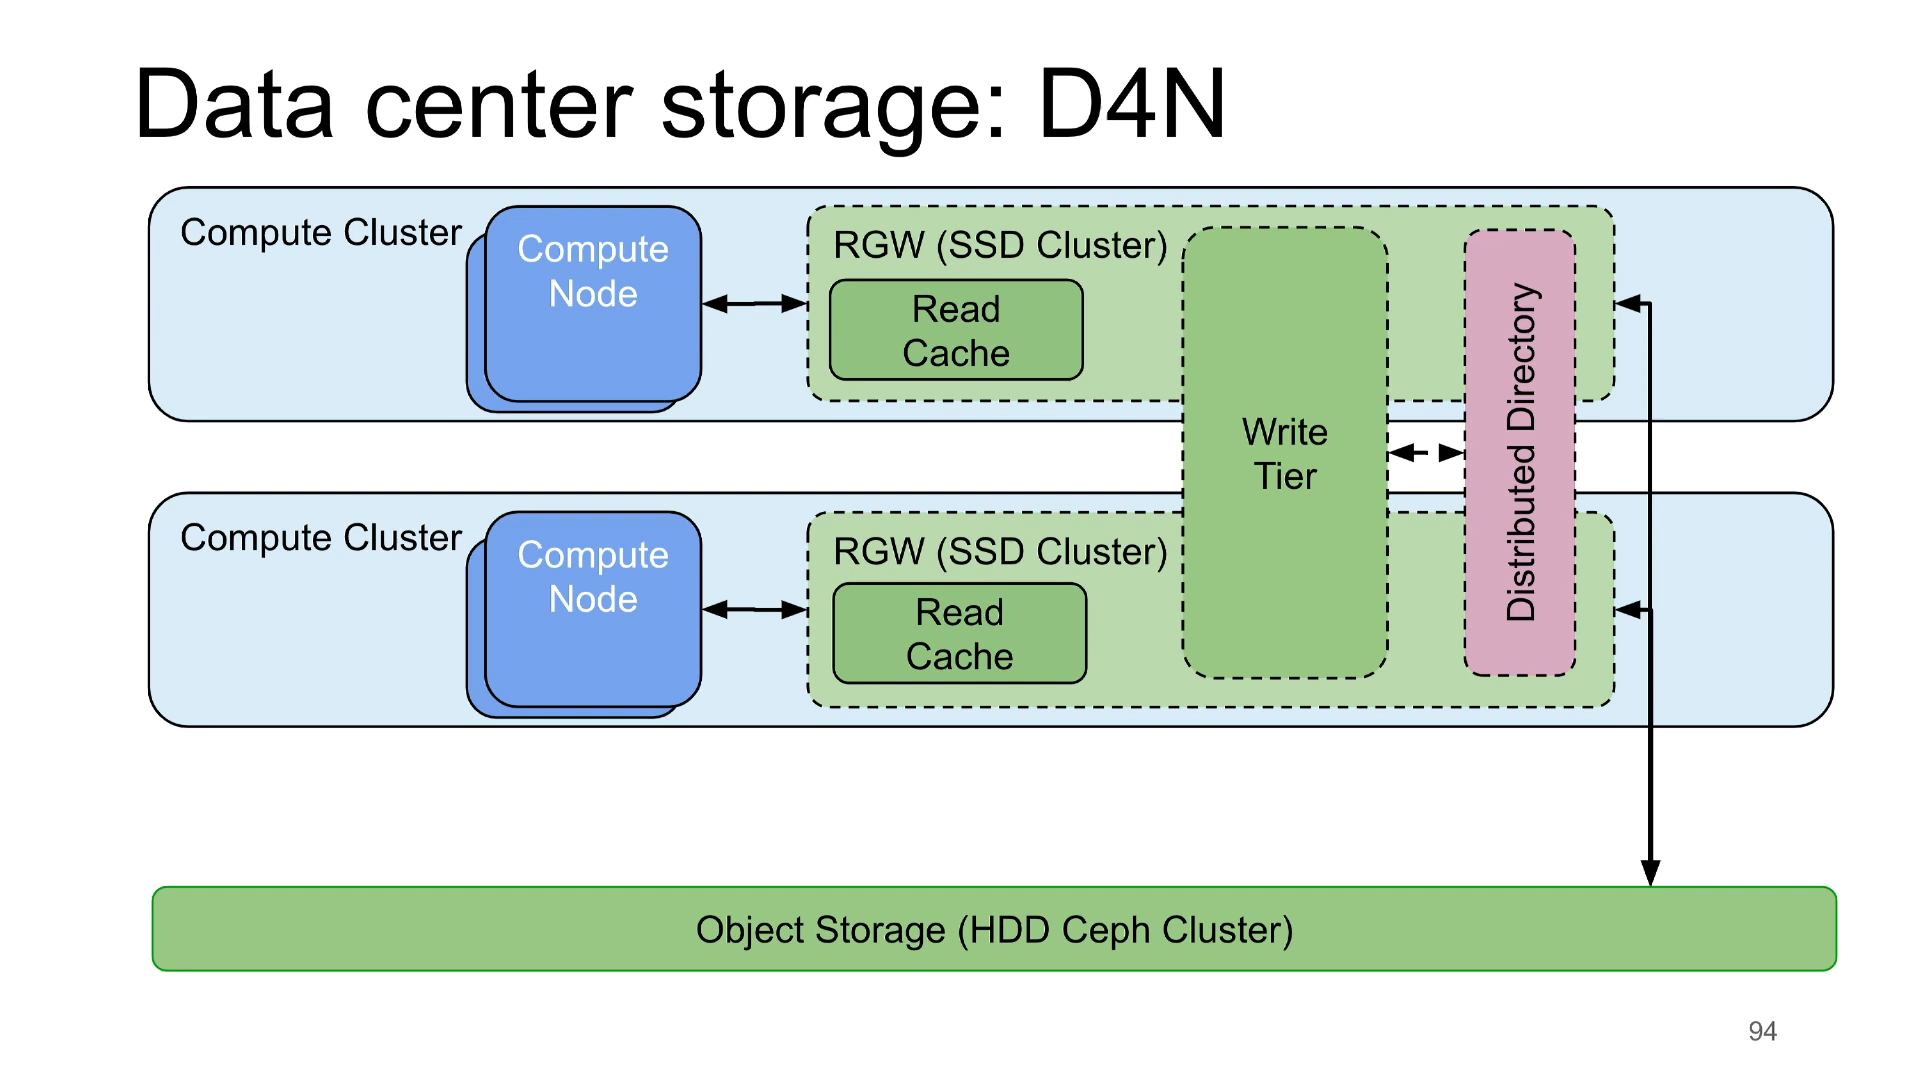 Data center storage: D4N
Compute Cluster
Compute
Node
RGW (SSD Cluster)
Read
Cache
Write
Tier
Distributed Directory
Compute Cluster
Compute
Node
RGW (SSD Cluster)
Read
Cache
Object Storage (HDD Ceph Cluster)
94